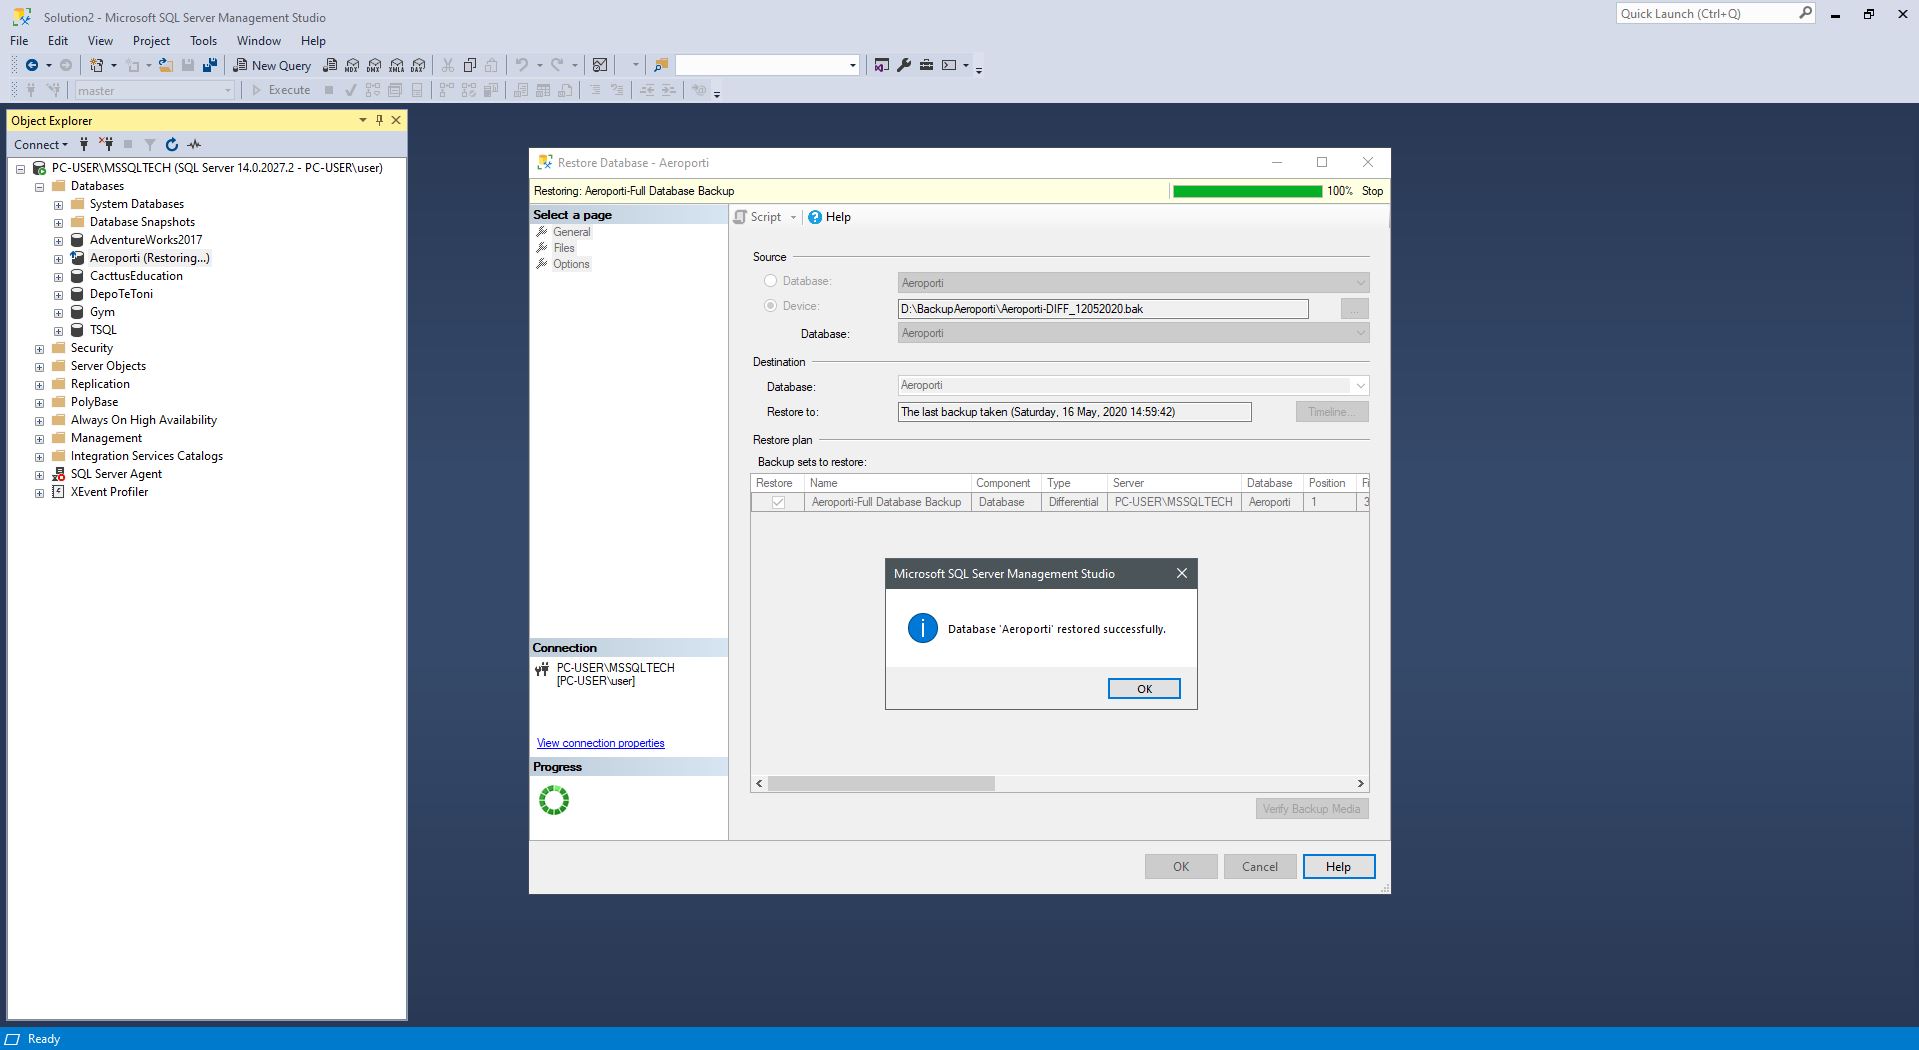 Solution2 - Microsoft SQL Server Management Studio
Quick Launch (Ctrl+Q)
File Edit View Project Tools Window Help
New Query MDX DMX XMLA DAX
master Execute
Object Explorer
Connect
PC-USER\MSSQLTECH (SQL Server 14.0.2027.2 - PC-USER\user)
Databases
System Databases
Database Snapshots
AdventureWorks2017
Aeroporti (Restoring...)
CacttusEducation
DepoTeToni
Gym
TSQL
Security
Server Objects
Replication
PolyBase
Always On High Availability
Management
Integration Services Catalogs
SQL Server Agent
XEvent Profiler
Restore Database - Aeroporti
Restoring: Aeroporti-Full Database Backup 100% Stop
Select a page
General
Files
Options
Connection
PC-USER\MSSQLTECH
[PC-USER\user]
View connection properties
Progress
Script Help
Source
Database: Aeroporti
Device: D:\BackupAeroporti\Aeroporti-DIFF_12052020.bak ...
Database: Aeroporti
Destination
Database: Aeroporti
Restore to: The last backup taken (Saturday, 16 May, 2020 14:59:42) Timeline...
Restore plan
Backup sets to restore:
Restore Name Component Type Server Database Position Fi
Aeroporti-Full Database Backup Database Differential PC-USER\MSSQLTECH Aeroporti 1 3
Microsoft SQL Server Management Studio
Database 'Aeroporti' restored successfully.
OK
Verify Backup Media
OK Cancel Help
Ready